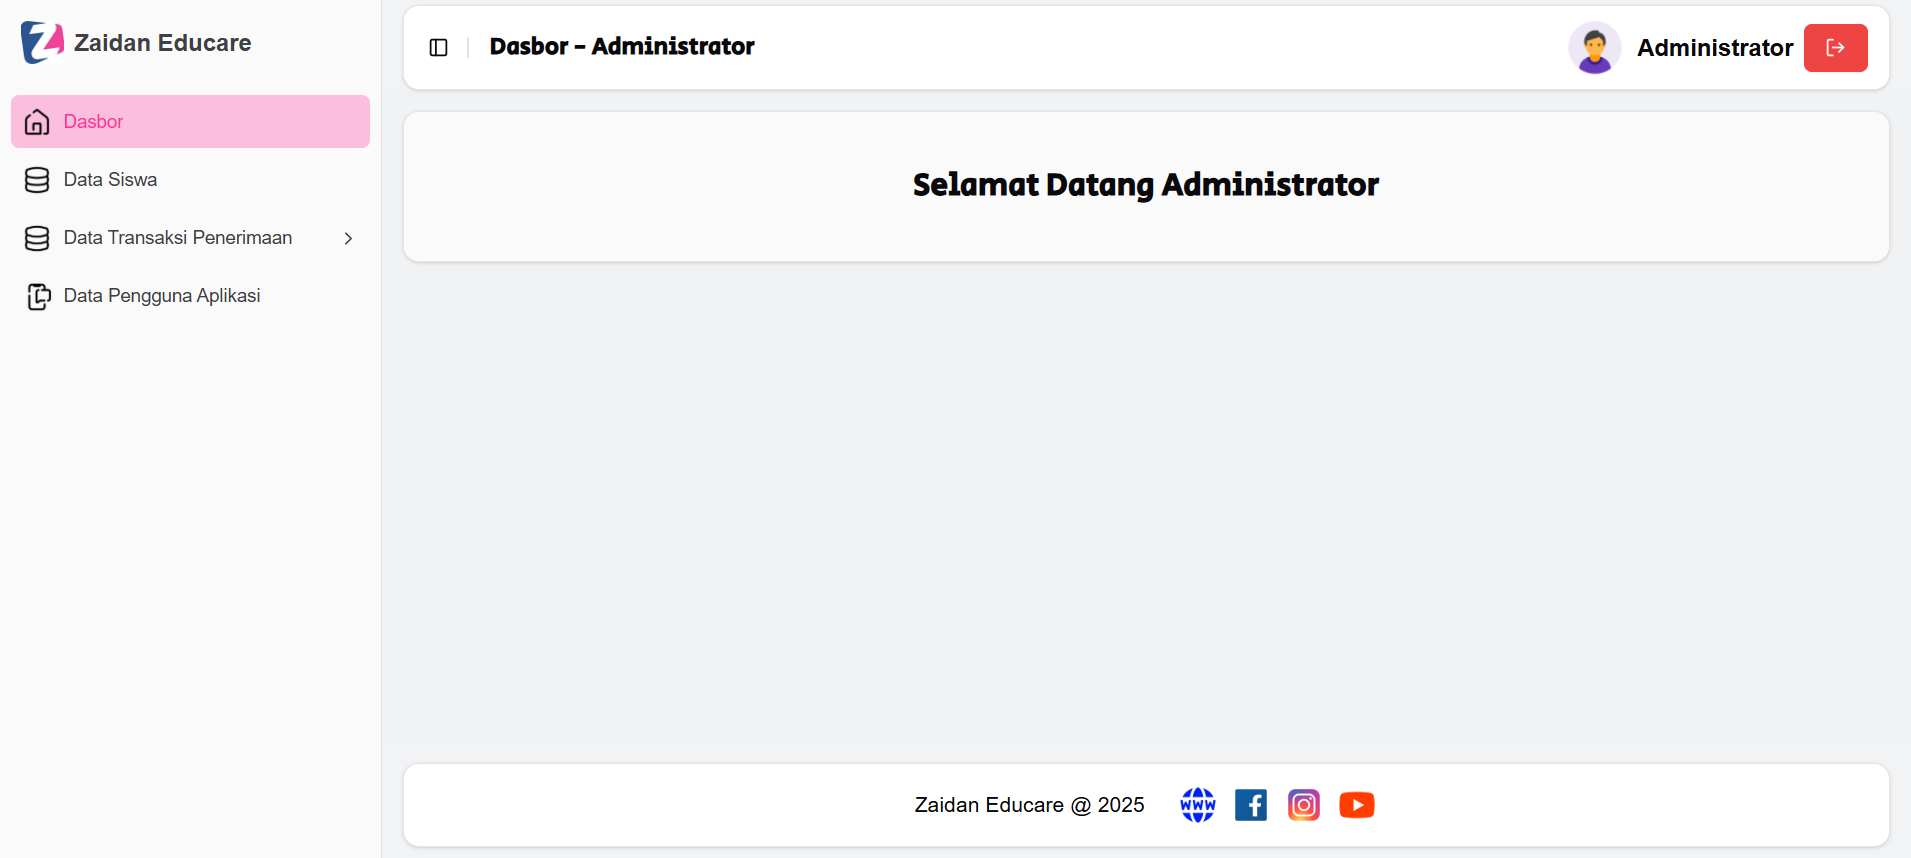 Zaidan Educare
Dasbor
Data Siswa
Data Transaksi Penerimaan
Data Pengguna Aplikasi
Dasbor - Administrator
Administrator
Selamat Datang Administrator
Zaidan Educare @ 2025
WWW